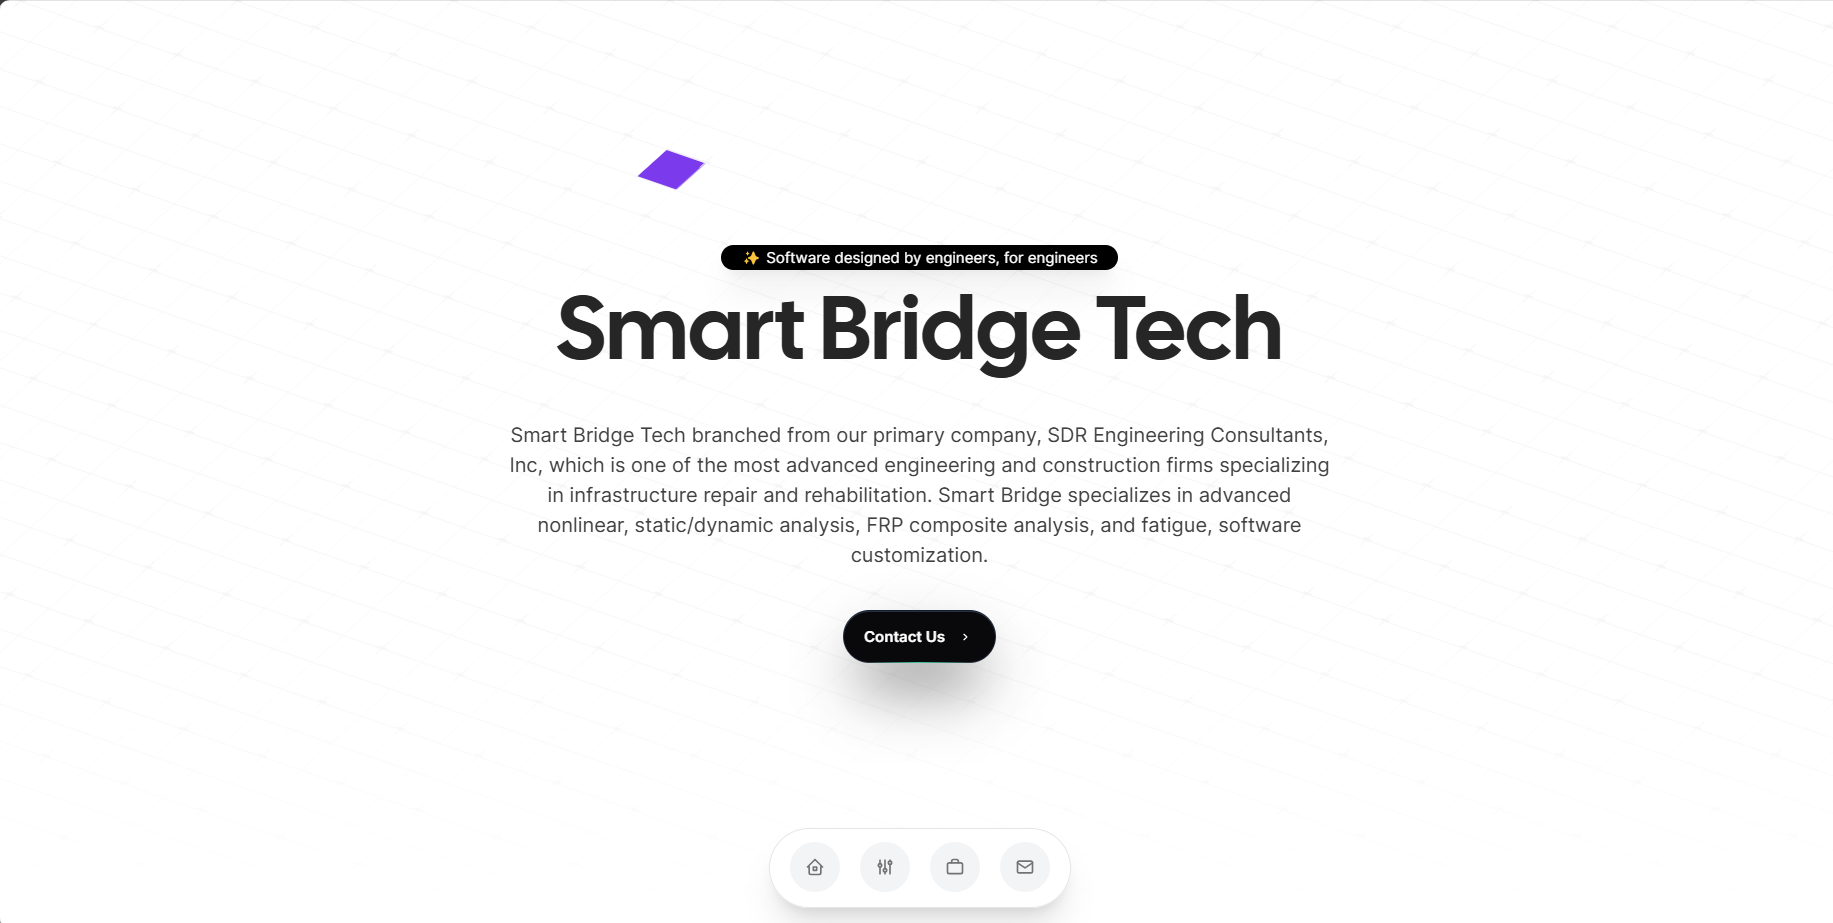 ✨ Software designed by engineers, for engineers
Smart Bridge Tech
Smart Bridge Tech branched from our primary company, SDR Engineering Consultants,
Inc, which is one of the most advanced engineering and construction firms specializing
in infrastructure repair and rehabilitation. Smart Bridge specializes in advanced
nonlinear, static/dynamic analysis, FRP composite analysis, and fatigue, software
customization.
Contact Us